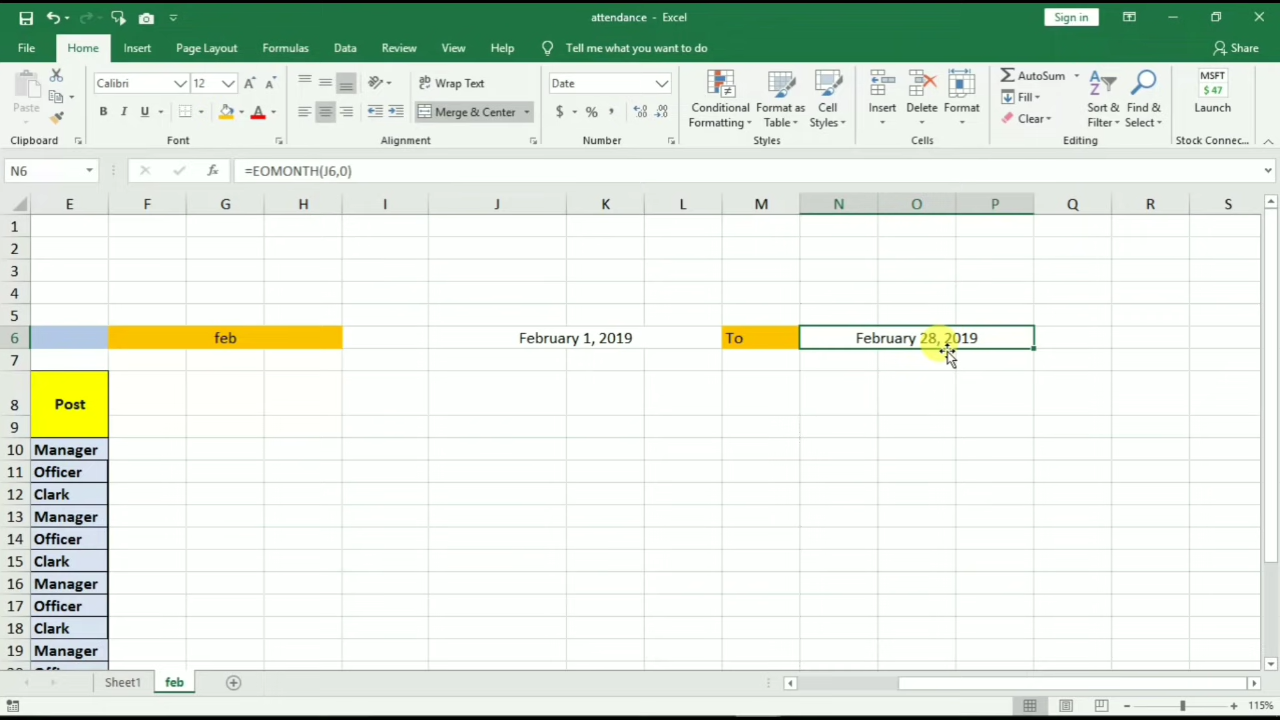 attendance - Excel
Sign in
File Home Insert Page Layout Formulas Data Review View Help Tell me what you want to do Share
Paste
Calibri 12
Wrap Text
Date
Conditional Formatting
Format as Table
Cell Styles
Insert
Delete
Format
AutoSum
Fill
Clear
Sort & Filter
Find & Select
MSFT
$ 47
Launch
B I U
Merge & Center
$ % ,
Clipboard Font Alignment Number Styles Cells Editing Stock Connec...
N6 fx =EOMONTH(J6,0)
E F G H I J K L M N O P Q R S
1
2
3
4
5
6 feb February 1, 2019 To February 28, 2019
7
8 Post
9
10 Manager
11 Officer
12 Clark
13 Manager
14 Officer
15 Clark
16 Manager
17 Officer
18 Clark
19 Manager
Sheet1 feb
115%